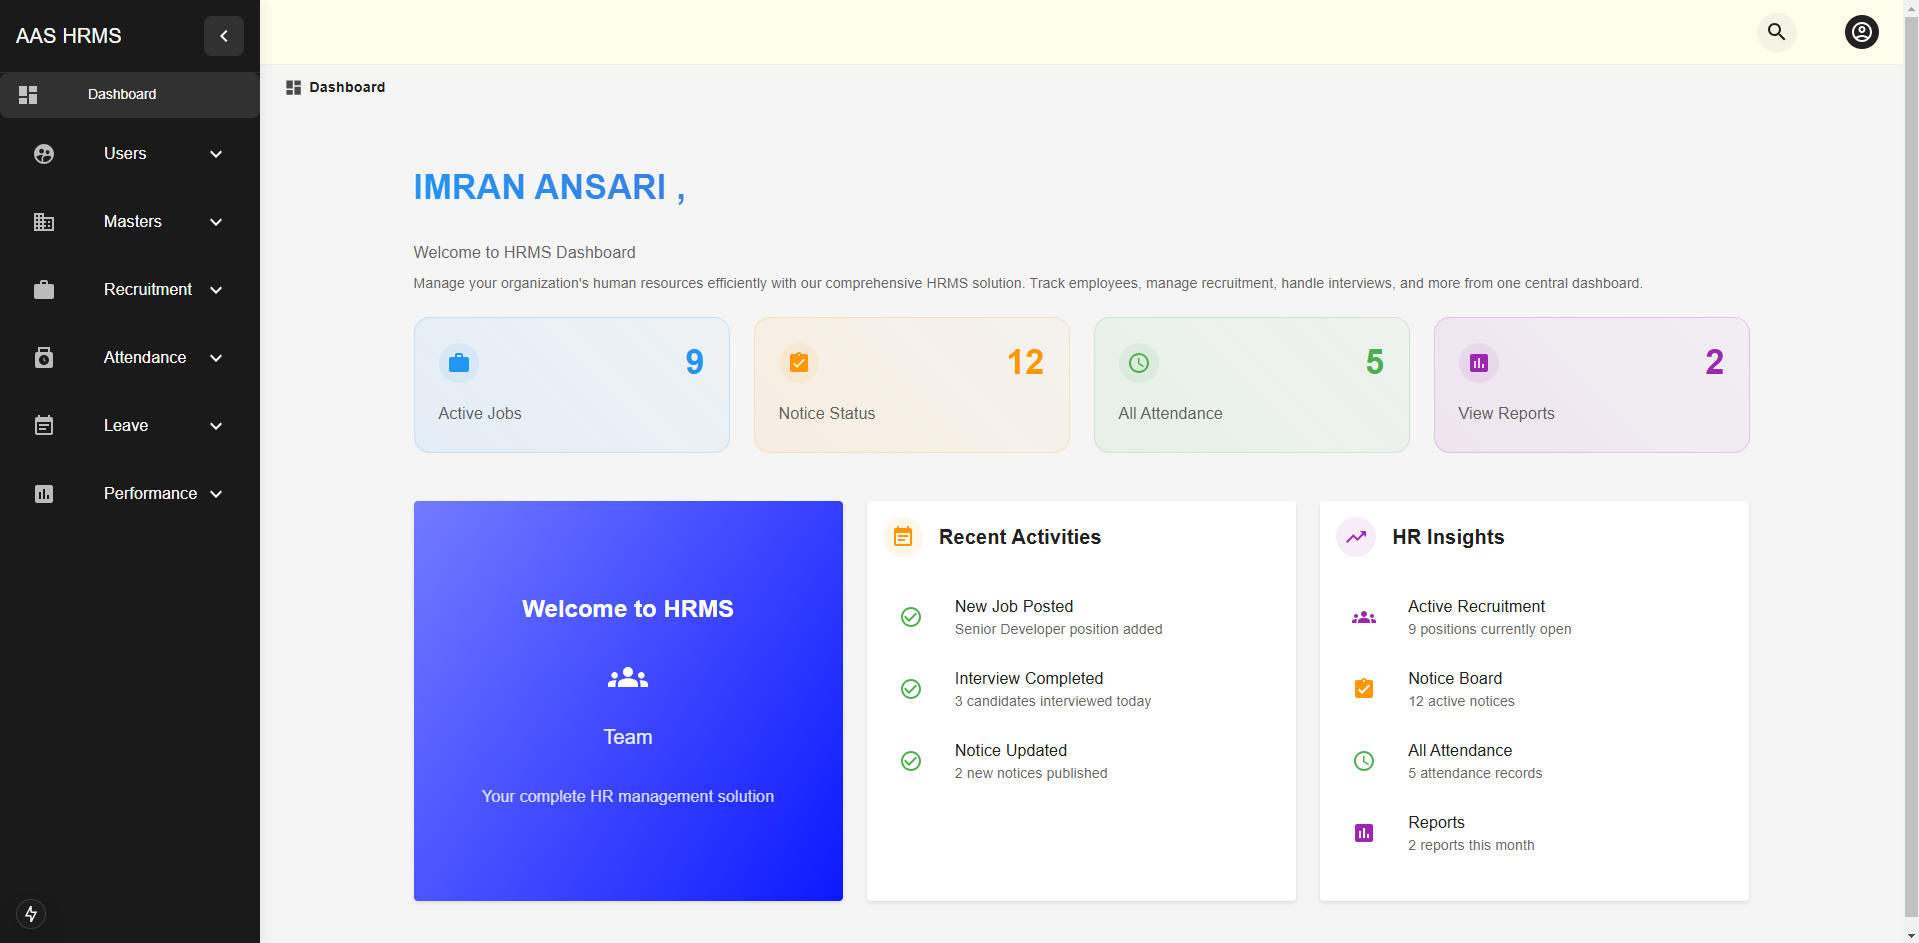 AAS HRMS
Dashboard
Users
Masters
Recruitment
Attendance
Leave
Performance
Dashboard
IMRAN ANSARI ,
Welcome to HRMS Dashboard
Manage your organization's human resources efficiently with our comprehensive HRMS solution. Track employees, manage recruitment, handle interviews, and more from one central dashboard.
9
Active Jobs
12
Notice Status
5
All Attendance
2
View Reports
Welcome to HRMS
Team
Your complete HR management solution
Recent Activities
New Job Posted
Senior Developer position added
Interview Completed
3 candidates interviewed today
Notice Updated
2 new notices published
HR Insights
Active Recruitment
9 positions currently open
Notice Board
12 active notices
All Attendance
5 attendance records
Reports
2 reports this month